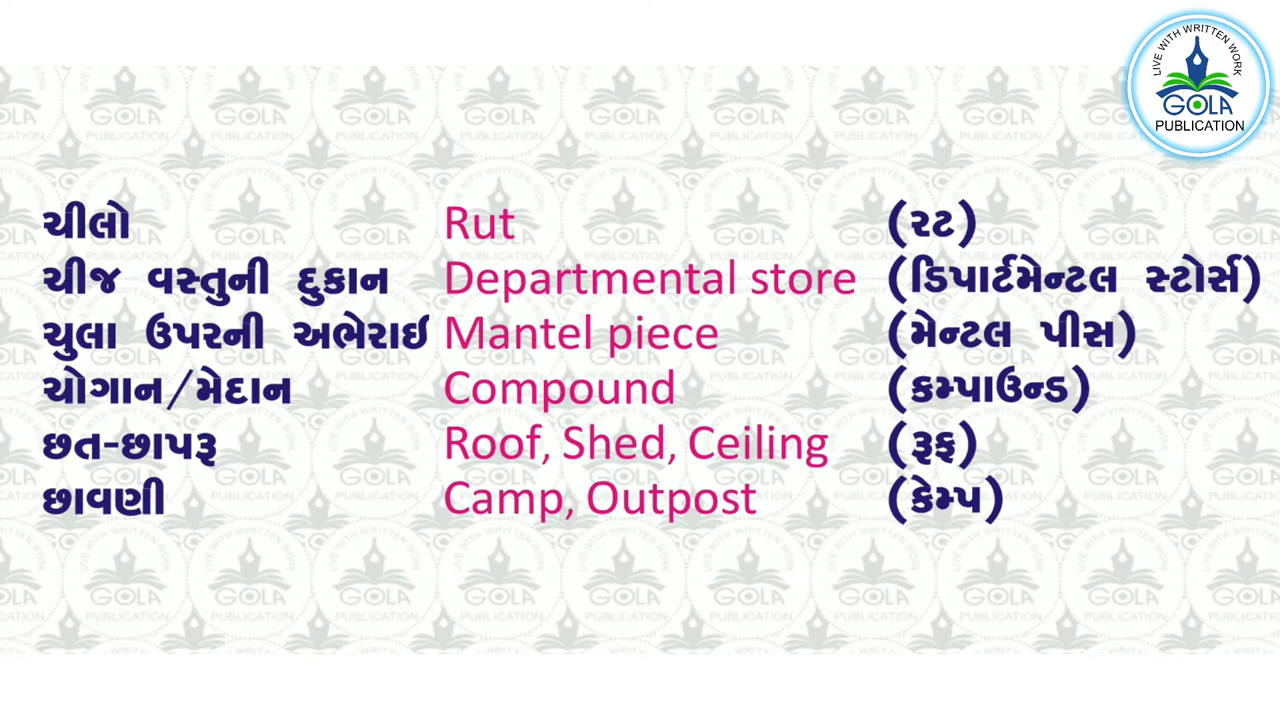 LIVE WITH WRITTEN WORK
GOLA
PUBLICATION
ચીલો Rut (રટ)
ચીજ વસ્તુની દુકાન Departmental store (ડિપાર્ટમેન્ટલ સ્ટોર્સ)
ચુલા ઉપરની અભેરાઈ Mantel piece (મેન્ટલ પીસ)
ચોગાન/મેદાન Compound (કમ્પાઉન્ડ)
છત-છાપરૂ Roof, Shed, Ceiling (રૂફ)
છાવણી Camp, Outpost (કેમ્પ)